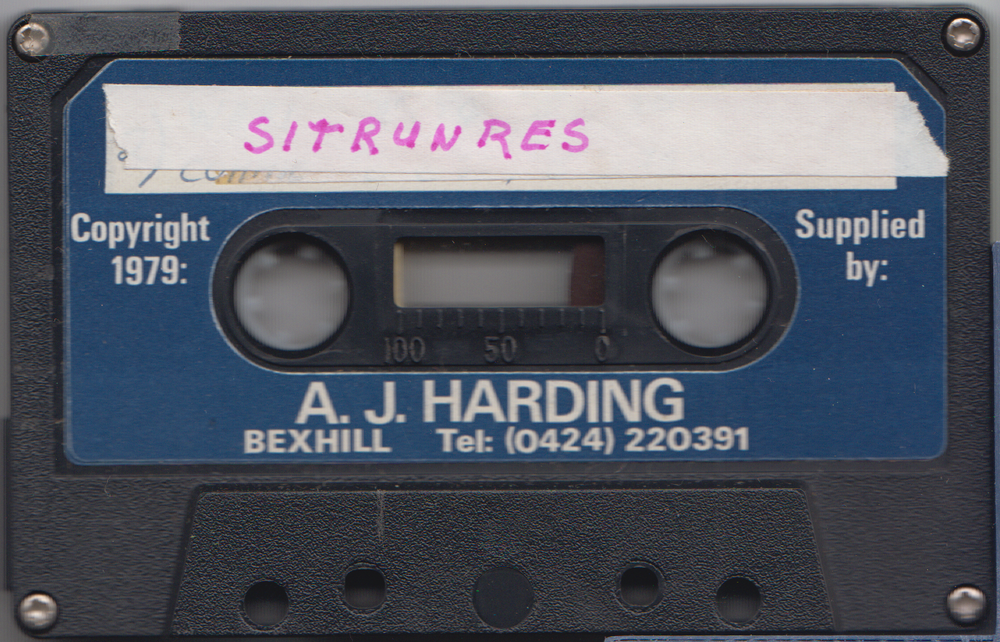 SITRUNRES
Copyright
1979:
Supplied
by:
100 50 0
A. J. HARDING
BEXHILL Tel: (0424) 220391